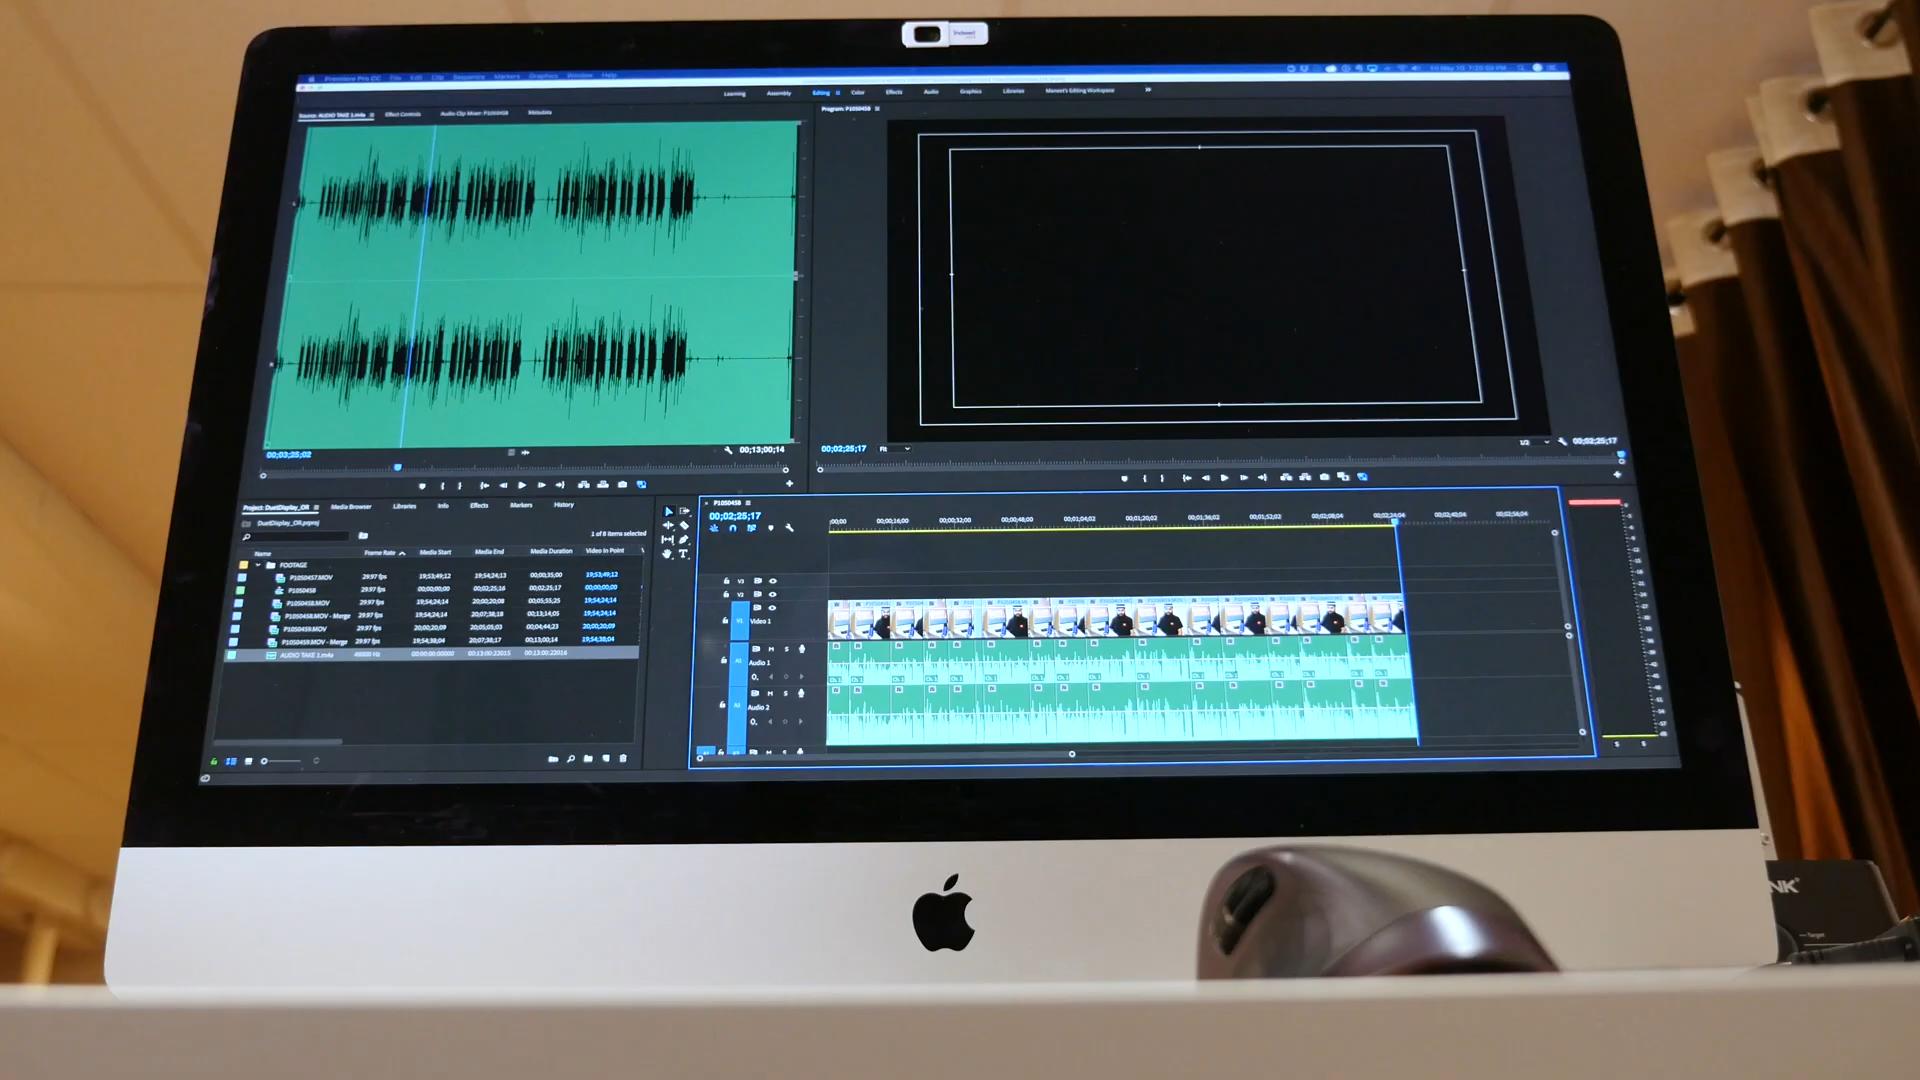 Premiere Pro CC File Edit Clip Sequence Markers Graphics Window Help
Learning Assembly Editing Color Effects Audio Graphics Libraries Maneet's Editing Workspace
Source: AUDIO TAKE 1.m4a Effect Controls Audio Clip Mixer: P1050458 Metadata
Program: P1050458
00;03;25;02 00;13;00;14
00;02;25;17 Fit 1/2 00;02;25;17
Project: DuetDisplay_OR Media Browser Libraries Info Effects Markers History
DuetDisplay_OR.prproj
1 of 8 items selected
Name Frame Rate Media Start Media End Media Duration Video In Point
FOOTAGE
P1050457.MOV 29.97 fps 19;53;49;12 19;54;24;13 00;00;35;00 19;53;49;12
P1050458 29.97 fps 00;00;00;00 00;02;25;16 00;02;25;17 00;00;00;00
P1050458.MOV 29.97 fps 19;54;24;14 20;00;20;08 00;05;55;25 19;54;24;14
P1050458.MOV - Merge 29.97 fps 19;54;24;14 20;07;38;17 00;13;14;05 19;54;24;14
P1050459.MOV 29.97 fps 20;00;20;09 20;05;05;03 00;04;44;23 20;00;20;09
P1050459.MOV - Merge 29.97 fps 19;54;38;04 20;07;38;17 00;13;00;14 19;54;38;04
AUDIO TAKE 1.m4a 48000 Hz 00:00:00:00000 00:13:00:22015 00:13:00:22016
P1050458
00;02;25;17
;00;00 00;00;16;00 00;00;32;00 00;00;48;00 00;01;04;02 00;01;20;02 00;01;36;02 00;01;52;02 00;02;08;04 00;02;24;04 00;02;40;04 00;02;56;04
V3
V2
V1 Video 1
A1 M S
Audio 1
A2 M S
Audio 2
S S
NK®
Target